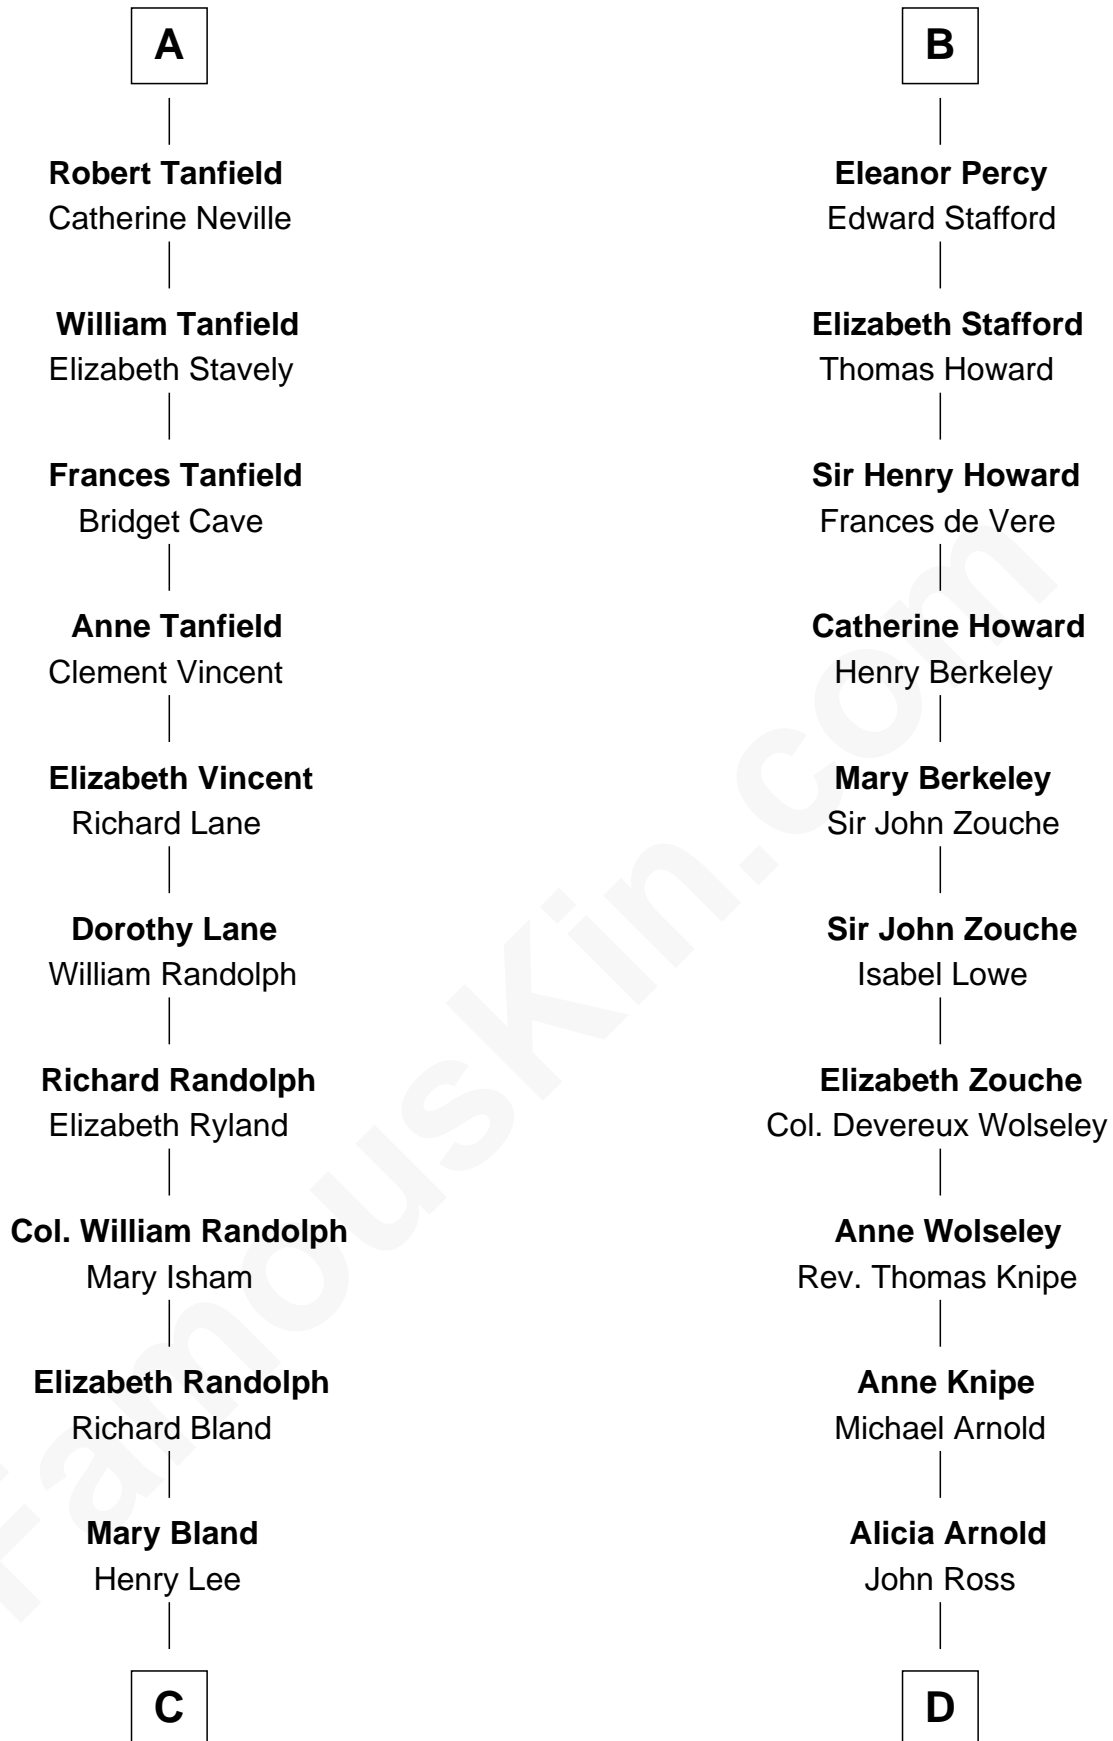 A
Robert Tanfield
Catherine Neville
William Tanfield
Elizabeth Stavely
Frances Tanfield
Bridget Cave
Anne Tanfield
Clement Vincent
Elizabeth Vincent
Richard Lane
Dorothy Lane
William Randolph
Richard Randolph
Elizabeth Ryland
Col. William Randolph
Mary Isham
Elizabeth Randolph
Richard Bland
Mary Bland
Henry Lee
C
B
Eleanor Percy
Edward Stafford
Elizabeth Stafford
Thomas Howard
Sir Henry Howard
Frances de Vere
Catherine Howard
Henry Berkeley
Mary Berkeley
Sir John Zouche
Sir John Zouche
Isabel Lowe
Elizabeth Zouche
Col. Devereux Wolseley
Anne Wolseley
Rev. Thomas Knipe
Anne Knipe
Michael Arnold
Alicia Arnold
John Ross
D
FamousKin.com